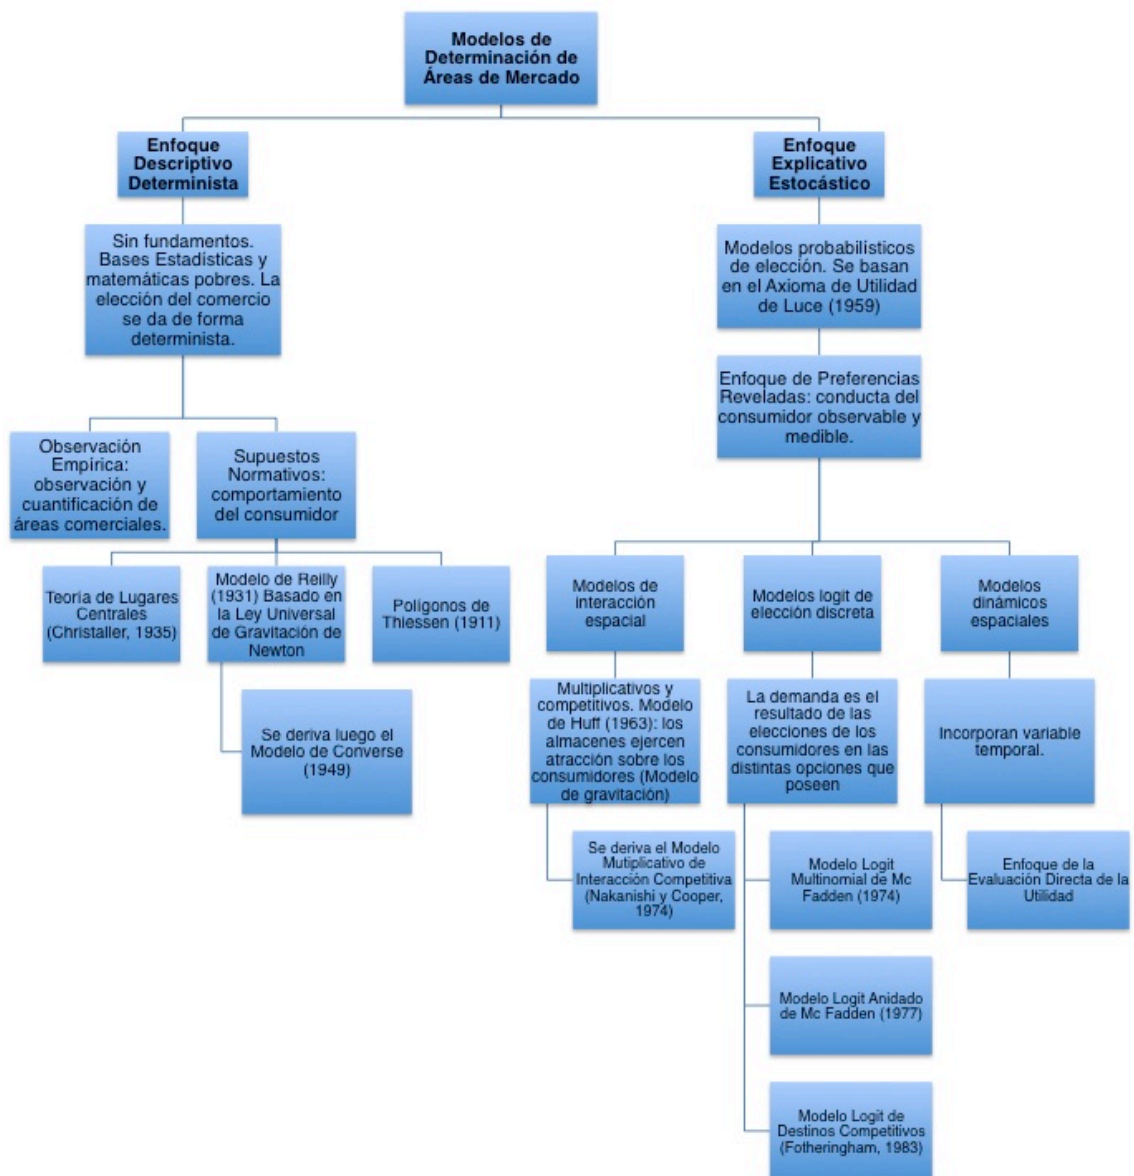 Modelos de
Determinación de
Áreas de Mercado
Enfoque
Descriptivo
Determinista
Enfoque
Explicativo
Estocástico
Sin fundamentos.
Bases Estadísticas y
matemáticas pobres. La
elección del comercio
se da de forma
determinista.
Modelos probabilísticos
de elección. Se basan
en el Axioma de Utilidad
de Luce (1959)
Enfoque de Preferencias
Reveladas: conducta del
consumidor observable y
medible.
Observación
Empírica:
observación y
cuantificación de
áreas comerciales.
Supuestos
Normativos:
comportamiento
del consumidor
Teoría de Lugares
Centrales
(Christaller, 1935)
Modelo de Reilly
(1931) Basado en
la Ley Universal
de Gravitación de
Newton
Polígonos de
Thiessen (1911)
Se deriva luego el
Modelo de Converse
(1949)
Modelos de
interacción
espacial
Modelos logit de
elección discreta
Modelos
dinámicos
espaciales
Multiplicativos y
competitivos. Modelo
de Huff (1963): los
almacenes ejercen
atracción sobre los
consumidores (Modelo
de gravitación)
La demanda es el
resultado de las
elecciones de los
consumidores en las
distintas opciones que
poseen
Incorporan variable
temporal.
Se deriva el Modelo
Mutiplicativo de
Interacción Competitiva
(Nakanishi y Cooper,
1974)
Modelo Logit
Multinomial de Mc
Fadden (1974)
Enfoque de la
Evaluación Directa de la
Utilidad
Modelo Logit Anidado
de Mc Fadden (1977)
Modelo Logit de
Destinos Competitivos
(Fotheringham, 1983)